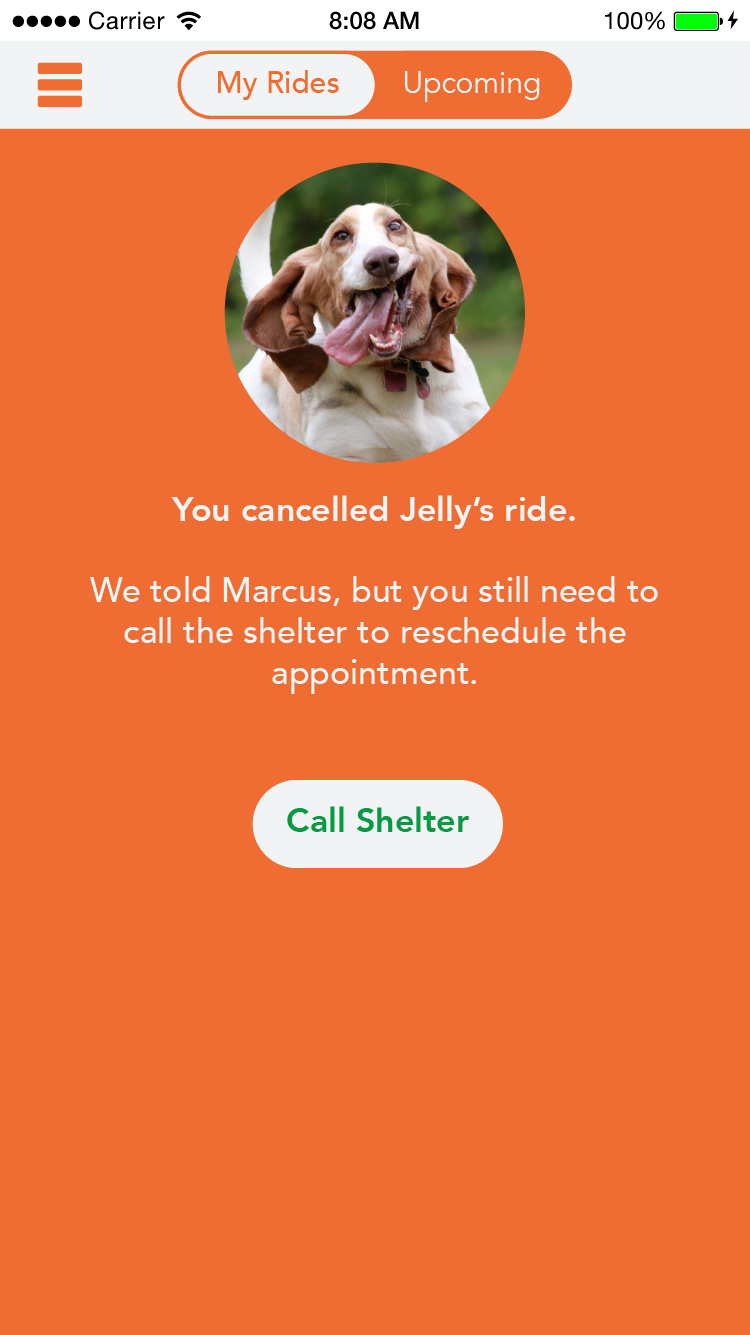 Carrier 8:08 AM 100%
My Rides Upcoming
You cancelled Jelly’s ride.
We told Marcus, but you still need to
call the shelter to reschedule the
appointment.
Call Shelter